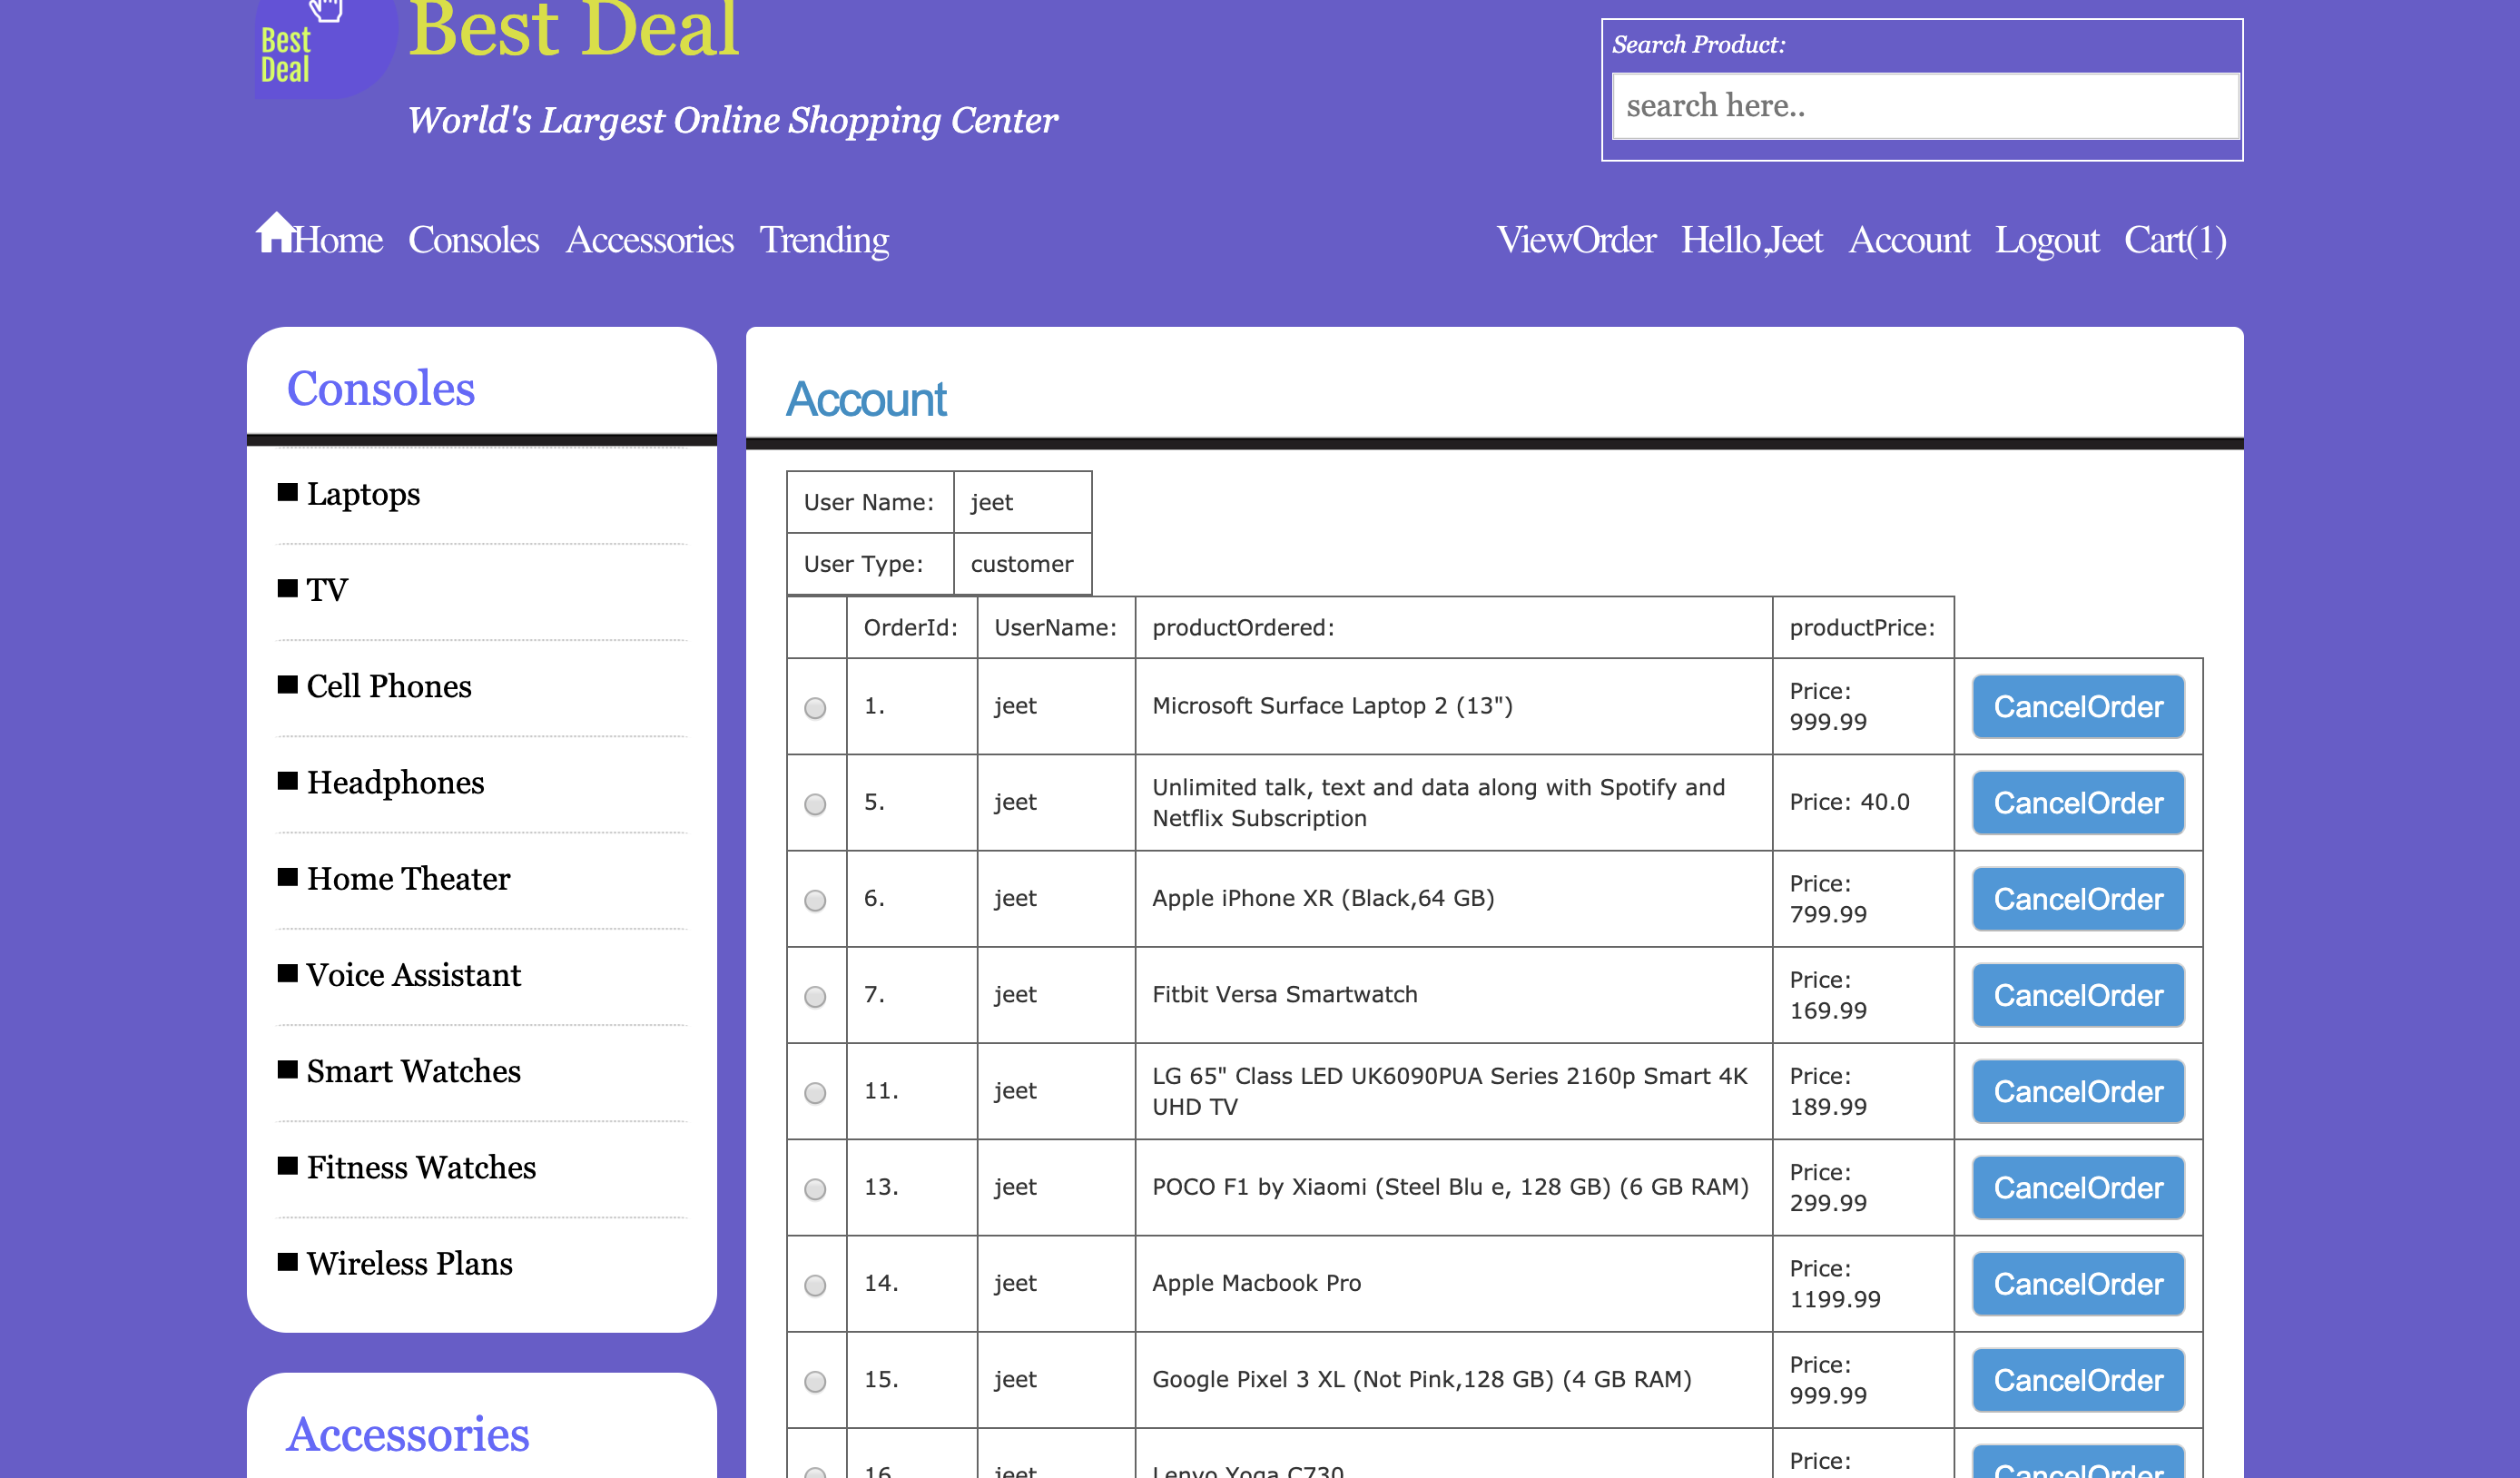 Best
Deal
Best Deal
World's Largest Online Shopping Center
Search Product:
search here..
Home Consoles Accessories Trending
ViewOrder Hello,Jeet Account Logout Cart(1)
Consoles
Laptops
TV
Cell Phones
Headphones
Home Theater
Voice Assistant
Smart Watches
Fitness Watches
Wireless Plans
Accessories
Account
User Name: jeet
User Type: customer
OrderId: UserName: productOrdered: productPrice:
1. jeet Microsoft Surface Laptop 2 (13") Price:
999.99 CancelOrder
5. jeet Unlimited talk, text and data along with Spotify and
Netflix Subscription Price: 40.0 CancelOrder
6. jeet Apple iPhone XR (Black,64 GB) Price:
799.99 CancelOrder
7. jeet Fitbit Versa Smartwatch Price:
169.99 CancelOrder
11. jeet LG 65" Class LED UK6090PUA Series 2160p Smart 4K
UHD TV Price:
189.99 CancelOrder
13. jeet POCO F1 by Xiaomi (Steel Blu e, 128 GB) (6 GB RAM) Price:
299.99 CancelOrder
14. jeet Apple Macbook Pro Price:
1199.99 CancelOrder
15. jeet Google Pixel 3 XL (Not Pink,128 GB) (4 GB RAM) Price:
999.99 CancelOrder
16. jeet Lenvo Yoga C730 Price:
CancelOrder